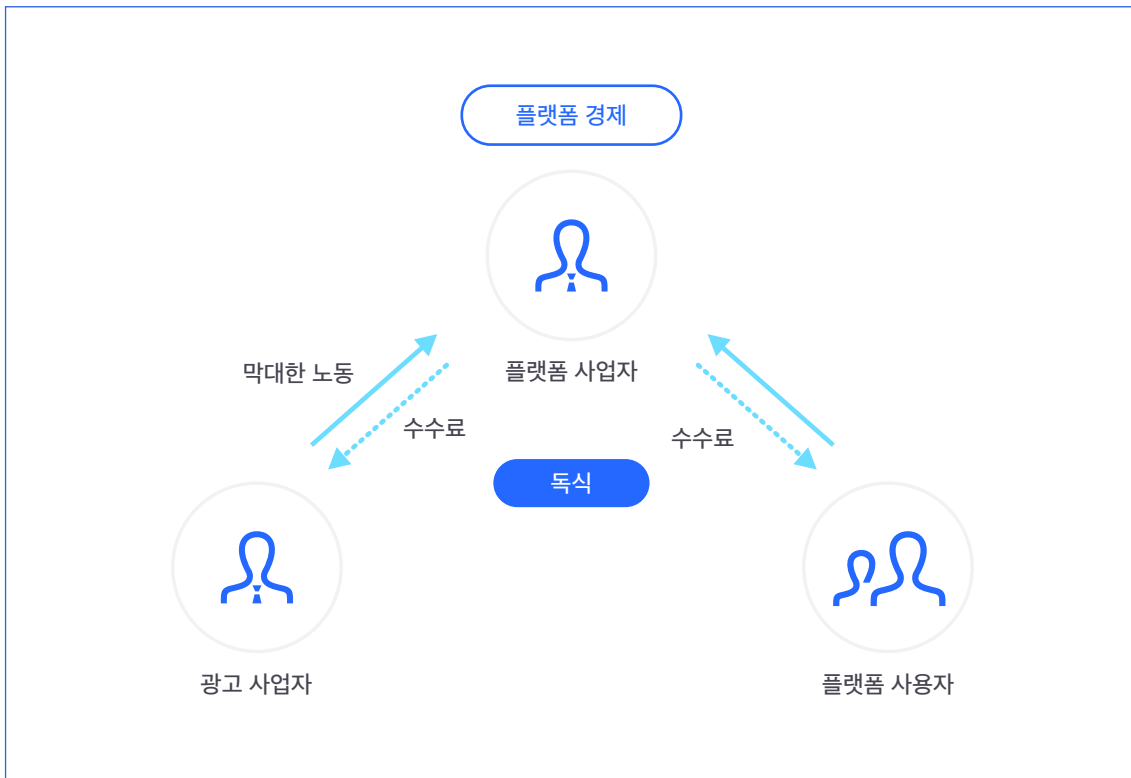 플랫폼 경제
플랫폼 사업자
막대한 노동
수수료
수수료
독식
광고 사업자
플랫폼 사용자